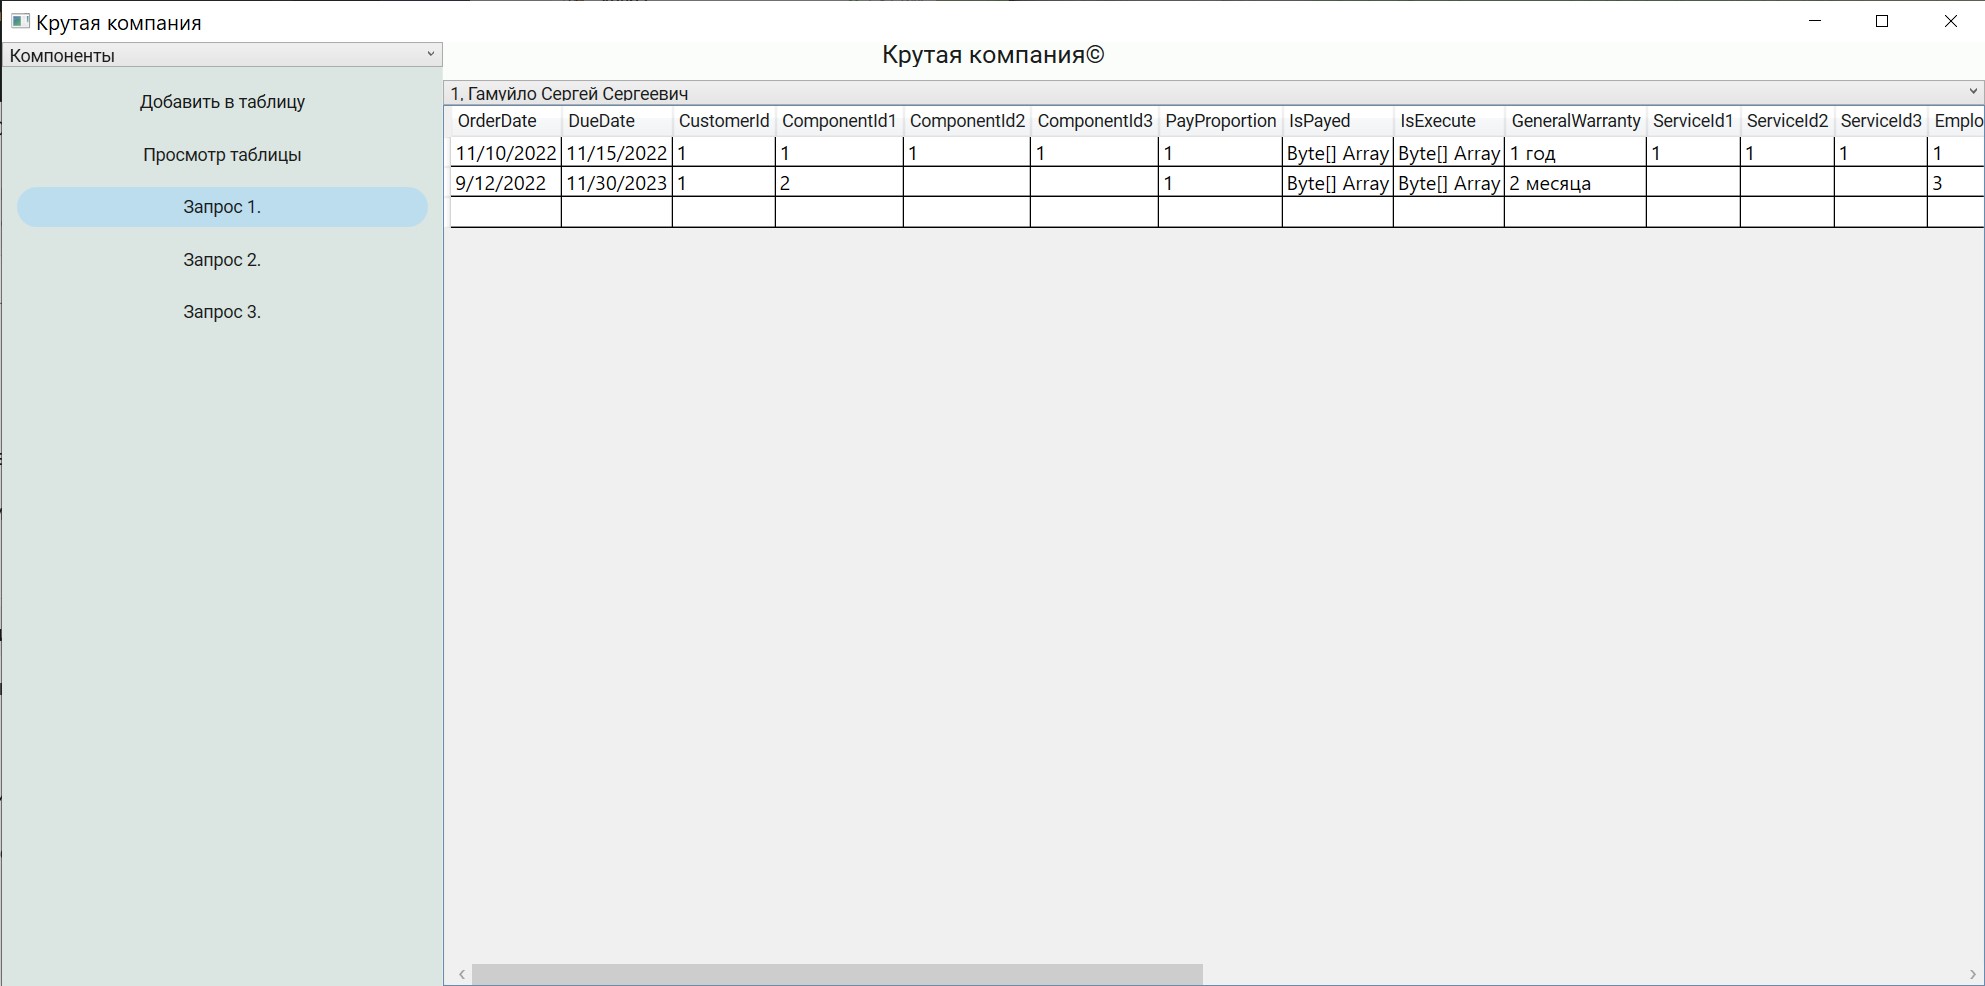 Крутая компания
Компоненты
Крутая компания©
Добавить в таблицу
Просмотр таблицы
Запрос 1.
Запрос 2.
Запрос 3.
1, Гамуйло Сергей Сергеевич
OrderDate DueDate CustomerId ComponentId1 ComponentId2 ComponentId3 PayProportion IsPayed IsExecute GeneralWarranty ServiceId1 ServiceId2 ServiceId3 Emplo
11/10/2022 11/15/2022 1 1 1 1 1 Byte[] Array Byte[] Array 1 год 1 1 1 1
9/12/2022 11/30/2023 1 2 1 Byte[] Array Byte[] Array 2 месяца 3